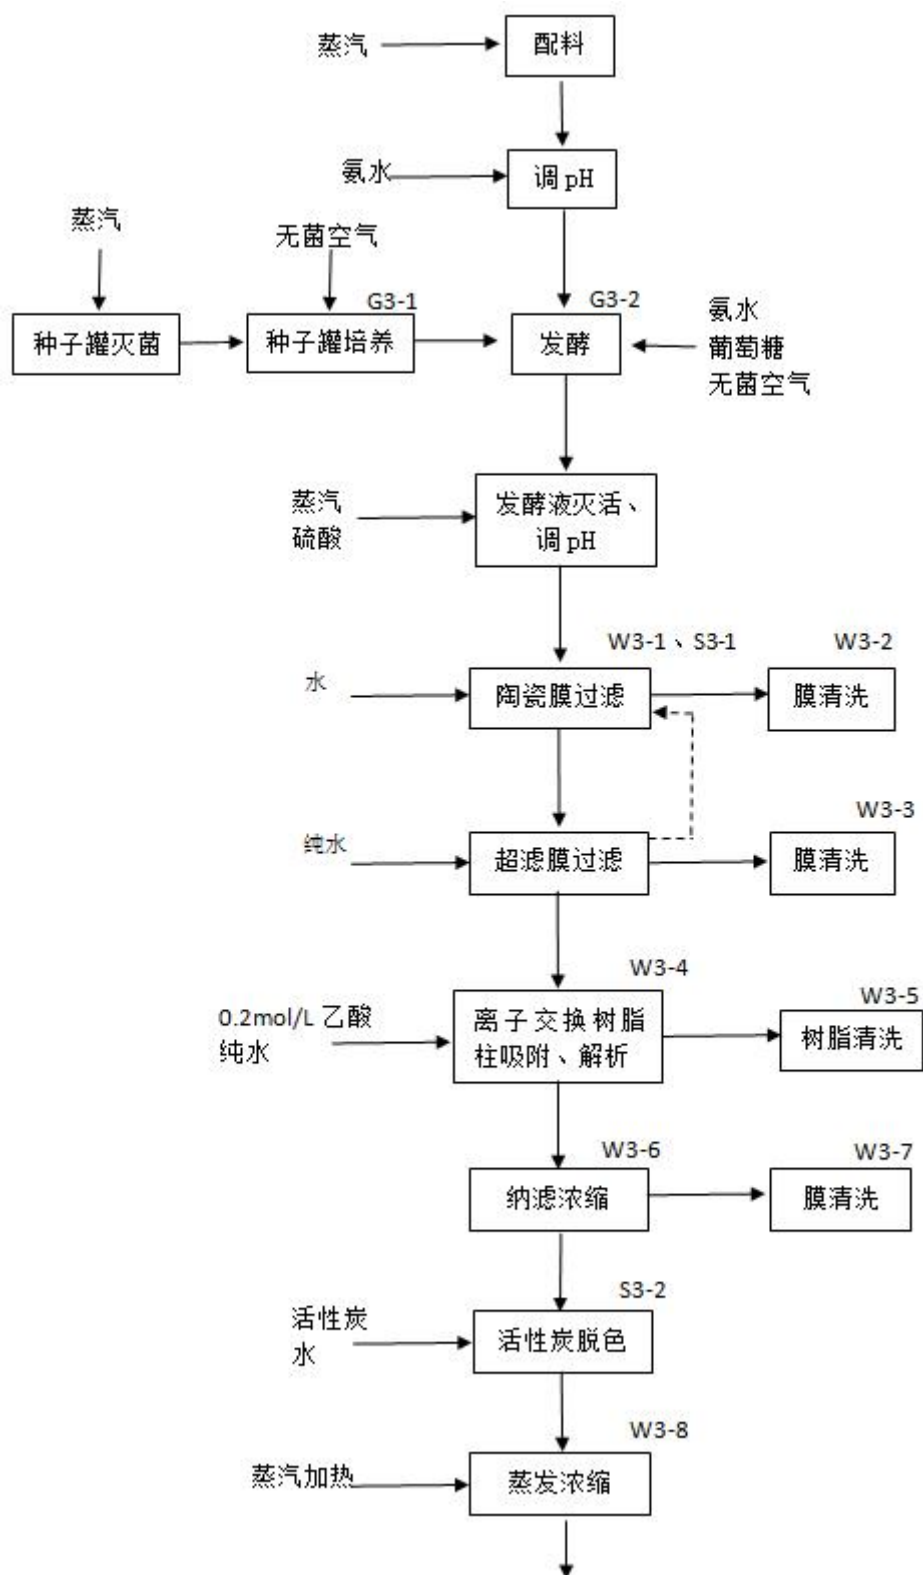 蒸汽
配料
氨水
调pH
蒸汽
无菌空气
G3-1
G3-2
种子罐灭菌
种子罐培养
发酵
氨水
葡萄糖
无菌空气
蒸汽
硫酸
发酵液灭活、
调pH
W3-1、S3-1
W3-2
水
陶瓷膜过滤
膜清洗
W3-3
纯水
超滤膜过滤
膜清洗
W3-4
W3-5
0.2mol/L 乙酸
纯水
离子交换树脂
柱吸附、解析
树脂清洗
W3-6
W3-7
纳滤浓缩
膜清洗
S3-2
活性炭
水
活性炭脱色
W3-8
蒸汽加热
蒸发浓缩